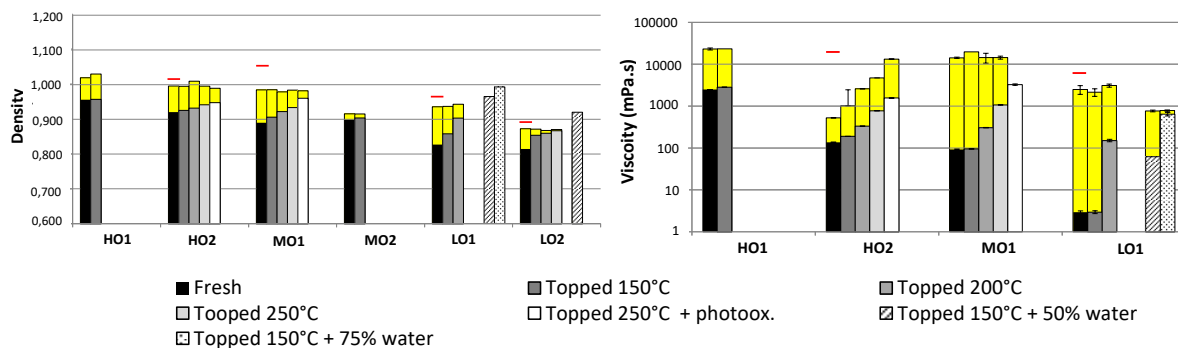 1,200
1,100
1,000
0,900
0,800
0,700
0,600
Density
HO1 HO2 MO1 MO2 LO1 LO2
100000
10000
1000
100
10
1
Viscoity (mPa.s)
HO1 HO2 MO1 LO1
Fresh Topped 150°C Topped 200°C
Tooped 250°C Topped 250°C + photoox. Topped 150°C + 50% water
Topped 150°C + 75% water